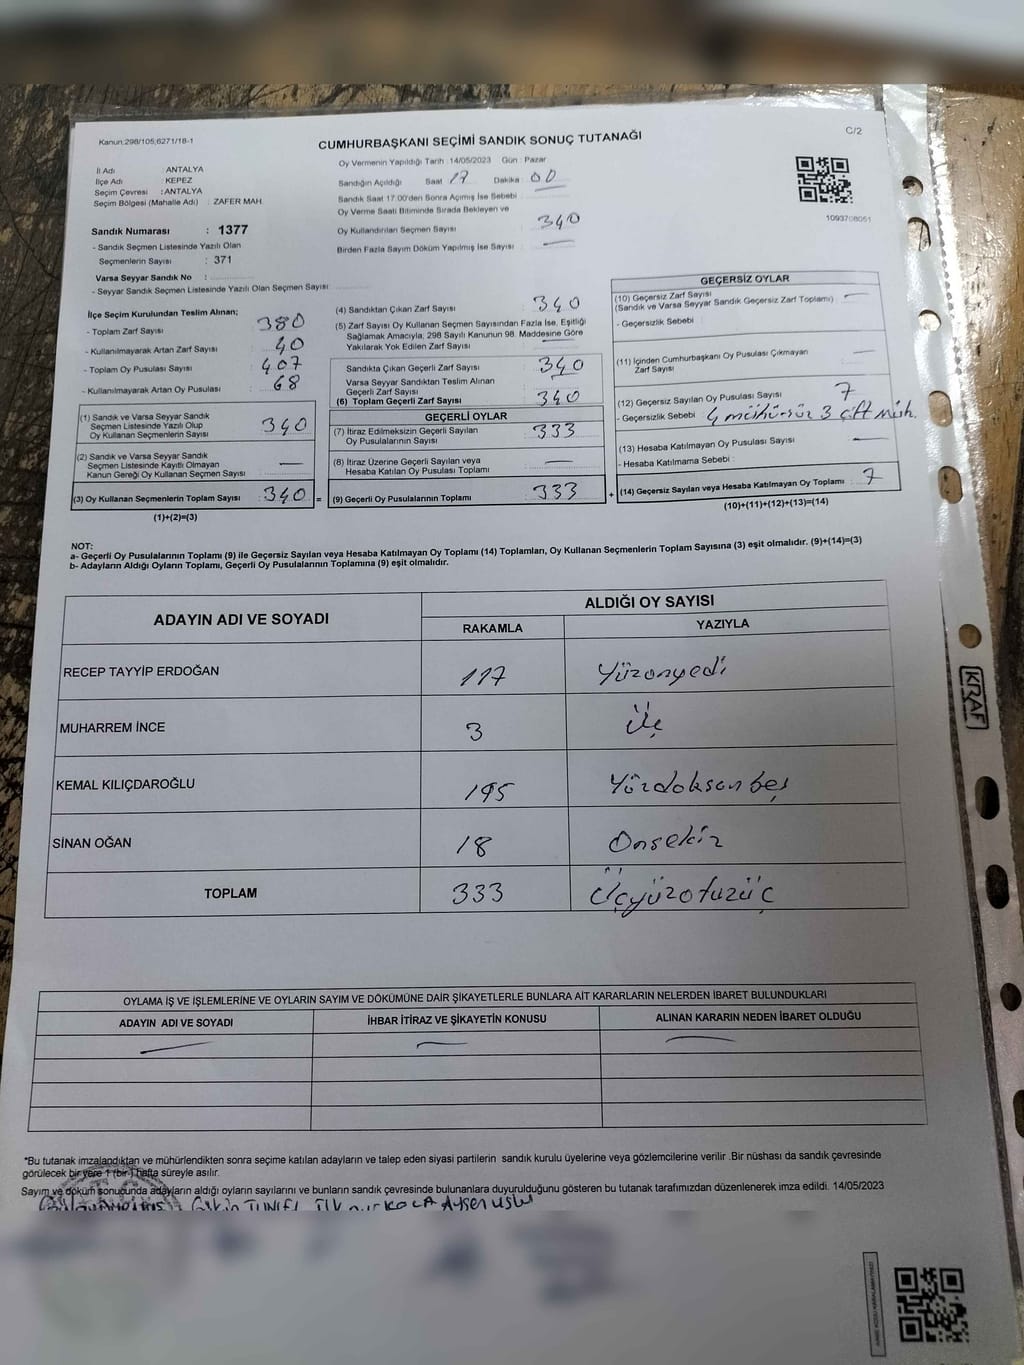 Kanun:298/105,6271/18-1
CUMHURBAŞKANI SEÇİMİ SANDIK SONUÇ TUTANAĞI
C/2
İl Adı : ANTALYA
İlçe Adı : KEPEZ
Seçim Çevresi : ANTALYA
Seçim Bölgesi (Mahalle Adı) : ZAFER MAH.
Oy Vermenin Yapıldığı Tarih : 14/05/2023 Gün : Pazar
Sandığın Açıldığı Saat 17 Dakika : 00
Sandık Saat 17:00'den Sonra Açımış İse Sebebi :
Oy Verme Saati Bitiminde Sırada Bekleyen ve
Oy Kullandırılan Seçmen Sayısı : 340
Birden Fazla Sayım Döküm Yapılmış İse Sayısı : —
1093708051
Sandık Numarası : 1377
- Sandık Seçmen Listesinde Yazılı Olan
Seçmenlerin Sayısı : 371
Varsa Seyyar Sandık No :
- Seyyar Sandık Seçmen Listesinde Yazılı Olan Seçmen Sayısı :
İlçe Seçim Kurulundan Teslim Alınan;
- Toplam Zarf Sayısı : 380
- Kullanılmayarak Artan Zarf Sayısı : 40
- Toplam Oy Pusulası Sayısı : 407
- Kullanılmayarak Artan Oy Pusulası : 68
(1) Sandık ve Varsa Seyyar Sandık
Seçmen Listesinde Yazılı Olup
Oy Kullanan Seçmenlerin Sayısı : 340
(2) Sandık ve Varsa Seyyar Sandık
Seçmen Listesinde Kayıtlı Olmayan
Kanun Gereği Oy Kullanan Seçmen Sayısı : —
(3) Oy Kullanan Seçmenlerin Toplam Sayısı : 340 =
(1)+(2)=(3)
(4) Sandıktan Çıkan Zarf Sayısı : 340
(5) Zarf Sayısı Oy Kullanan Seçmen Sayısından Fazla İse, Eşitliği
Sağlamak Amacıyla, 298 Sayılı Kanunun 98. Maddesine Göre
Yakılarak Yok Edilen Zarf Sayısı
Sandıkta Çıkan Geçerli Zarf Sayısı : 340
Varsa Seyyar Sandıktan Teslim Alınan
Geçerli Zarf Sayısı : —
(6) Toplam Geçerli Zarf Sayısı : 340
GEÇERLİ OYLAR
(7) İtiraz Edilmeksizin Geçerli Sayılan
Oy Pusulalarının Sayısı : 333
(8) İtiraz Üzerine Geçerli Sayılan veya
Hesaba Katılan Oy Pusulası Toplamı : —
(9) Geçerli Oy Pusulalarının Toplamı : 333 +
GEÇERSİZ OYLAR
(10) Geçersiz Zarf Sayısı : —
(Sandık ve Varsa Seyyar Sandık Geçersiz Zarf Toplamı)
- Geçersizlik Sebebi :
(11) İçinden Cumhurbaşkanı Oy Pusulası Çıkmayan
Zarf Sayısı : —
(12) Geçersiz Sayılan Oy Pusulası Sayısı : 7
- Geçersizlik Sebebi : 4 mühürsüz 3 çift Müh.
(13) Hesaba Katılmayan Oy Pusulası Sayısı : —
- Hesaba Katılmama Sebebi :
(14) Geçersiz Sayılan veya Hesaba Katılmayan Oy Toplamı : 7
(10)+(11)+(12)+(13)=(14)
NOT:
a- Geçerli Oy Pusulalarının Toplamı (9) ile Geçersiz Sayılan veya Hesaba Katılmayan Oy Toplamı (14) Toplamları, Oy Kullanan Seçmenlerin Toplam Sayısına (3) eşit olmalıdır. (9)+(14)=(3)
b- Adayların Aldığı Oyların Toplamı, Geçerli Oy Pusulalarının Toplamına (9) eşit olmalıdır.
ADAYIN ADI VE SOYADI
ALDIĞI OY SAYISI
RAKAMLA YAZIYLA
RECEP TAYYİP ERDOĞAN 117 Yüzonyedi
MUHARREM İNCE 3 Üç
KEMAL KILIÇDAROĞLU 195 Yüzdoksanbeş
SİNAN OĞAN 18 Onsekiz
TOPLAM 333 Üçyüzotuzüç
KRAF
OYLAMA İŞ VE İŞLEMLERİNE VE OYLARIN SAYIM VE DÖKÜMÜNE DAİR ŞİKAYETLERLE BUNLARA AİT KARARLARIN NELERDEN İBARET BULUNDUKLARI
ADAYIN ADI VE SOYADI İHBAR İTİRAZ VE ŞİKAYETİN KONUSU ALINAN KARARIN NEDEN İBARET OLDUĞU
— — —
*Bu tutanak imzalandıktan ve mühürlendikten sonra seçime katılan adayların ve talep eden siyasi partilerin sandık kurulu üyelerine veya gözlemcilerine verilir .Bir nüshası da sandık çevresinde
görülecek bir yere 1 (bir ) hafta süreyle asılır.
Sayım ve döküm sonucunda adayların aldığı oyların sayılarını ve bunların sandık çevresinde bulunanlara duyurulduğunu gösteren bu tutanak tarafımızdan düzenlenerek imza edildi. 14/05/2023